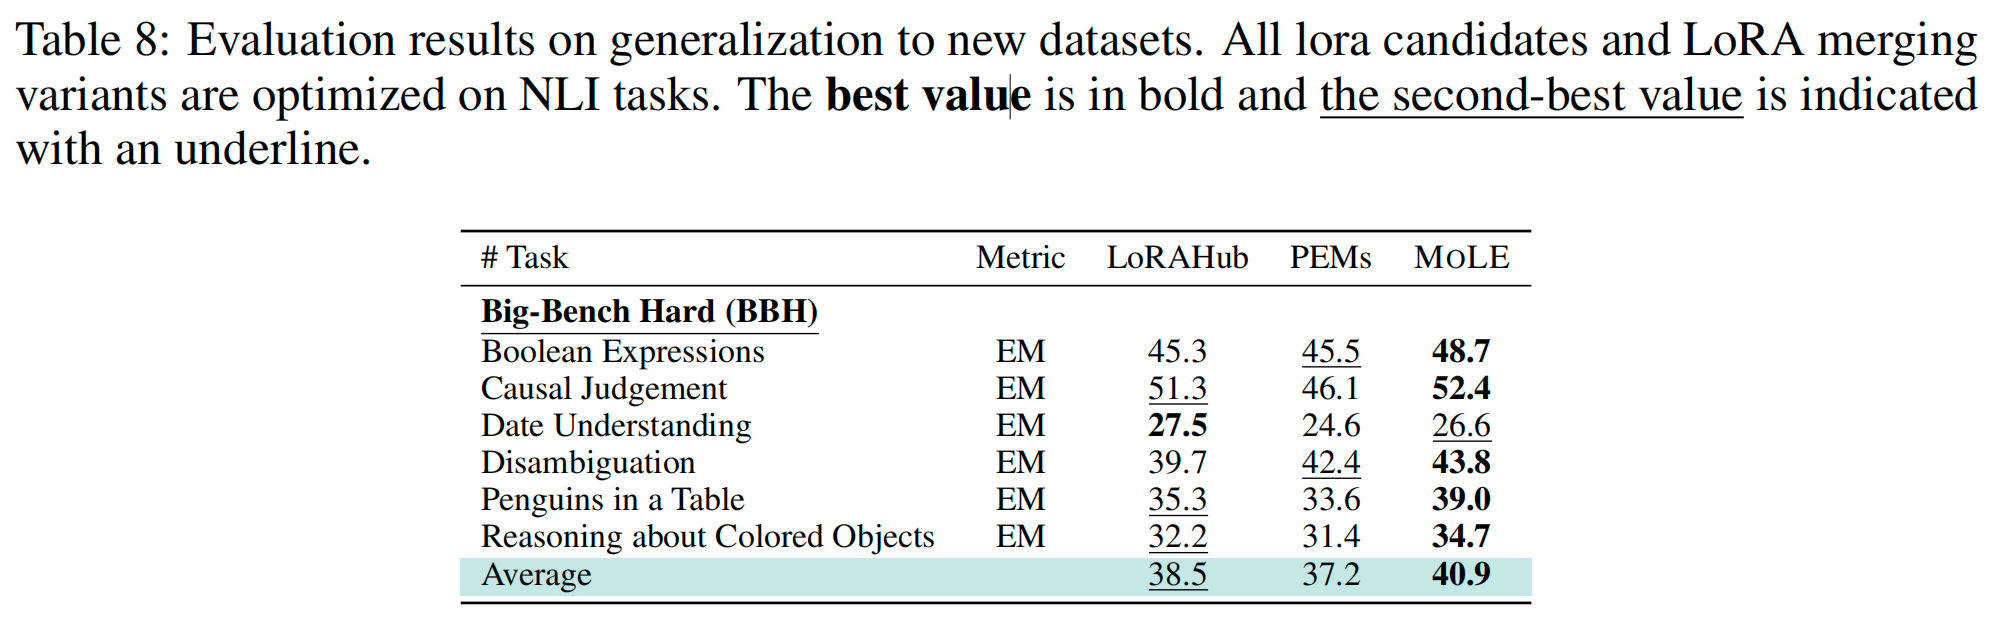 Table 8: Evaluation results on generalization to new datasets. All lora candidates and LoRA merging
variants are optimized on NLI tasks. The best value is in bold and the second-best value is indicated
with an underline.
# Task Metric LoRAHub PEMs MOLE
Big-Bench Hard (BBH)
Boolean Expressions EM 45.3 45.5 48.7
Causal Judgement EM 51.3 46.1 52.4
Date Understanding EM 27.5 24.6 26.6
Disambiguation EM 39.7 42.4 43.8
Penguins in a Table EM 35.3 33.6 39.0
Reasoning about Colored Objects EM 32.2 31.4 34.7
Average 38.5 37.2 40.9